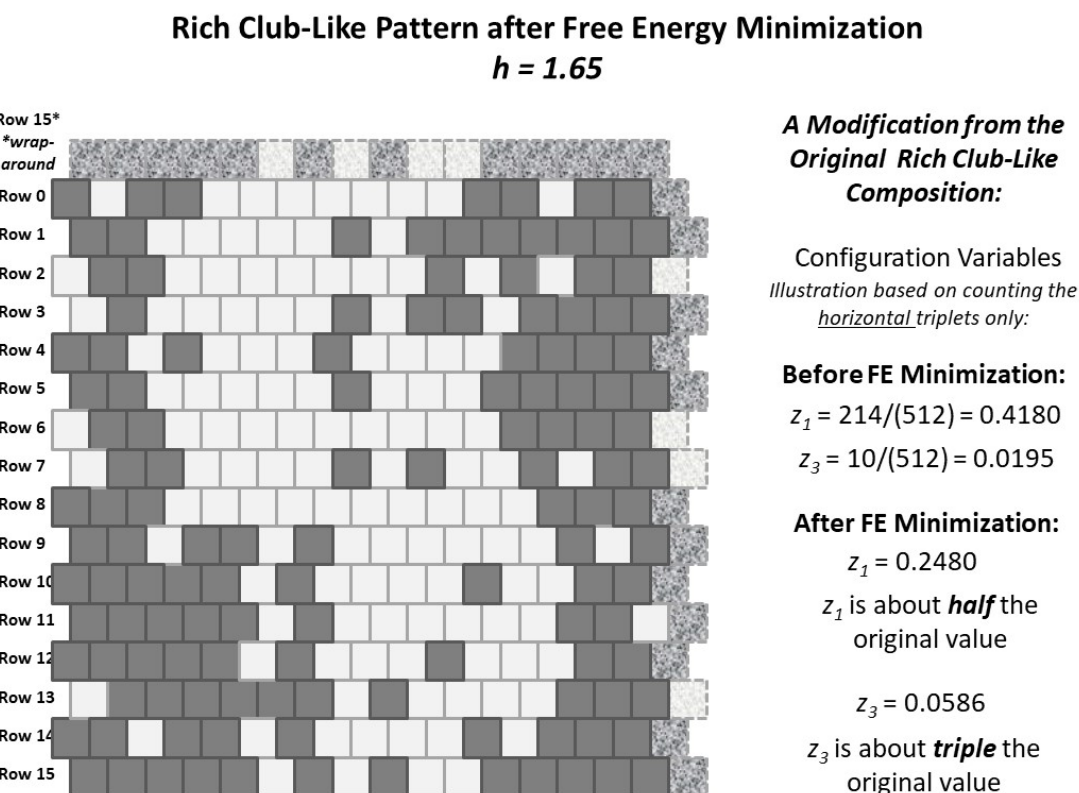 Rich Club-Like Pattern after Free Energy Minimization
h = 1.65
Row 15*
*wrap-
around
Row 0
Row 1
Row 2
Row 3
Row 4
Row 5
Row 6
Row 7
Row 8
Row 9
Row 10
Row 11
Row 12
Row 13
Row 14
Row 15
A Modification from the
Original Rich Club-Like
Composition:
Configuration Variables
Illustration based on counting the
horizontal triplets only:
Before FE Minimization:
z₁ = 214/(512) = 0.4180
z₃ = 10/(512) = 0.0195
After FE Minimization:
z₁ = 0.2480
z₁ is about half the
original value
z₃ = 0.0586
z₃ is about triple the
original value